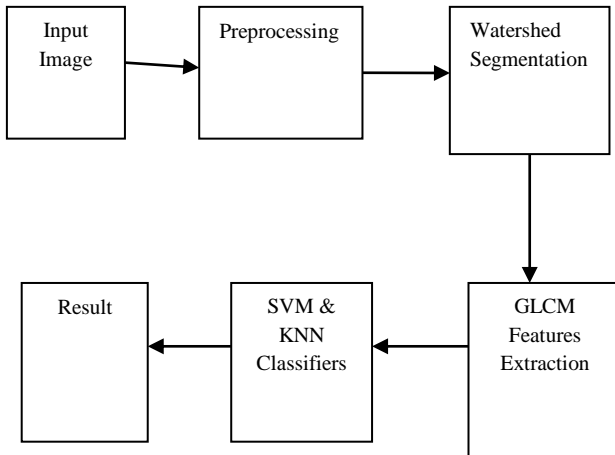 Input
Image
Preprocessing
Watershed
Segmentation
Result
SVM &
KNN
Classifiers
GLCM
Features
Extraction